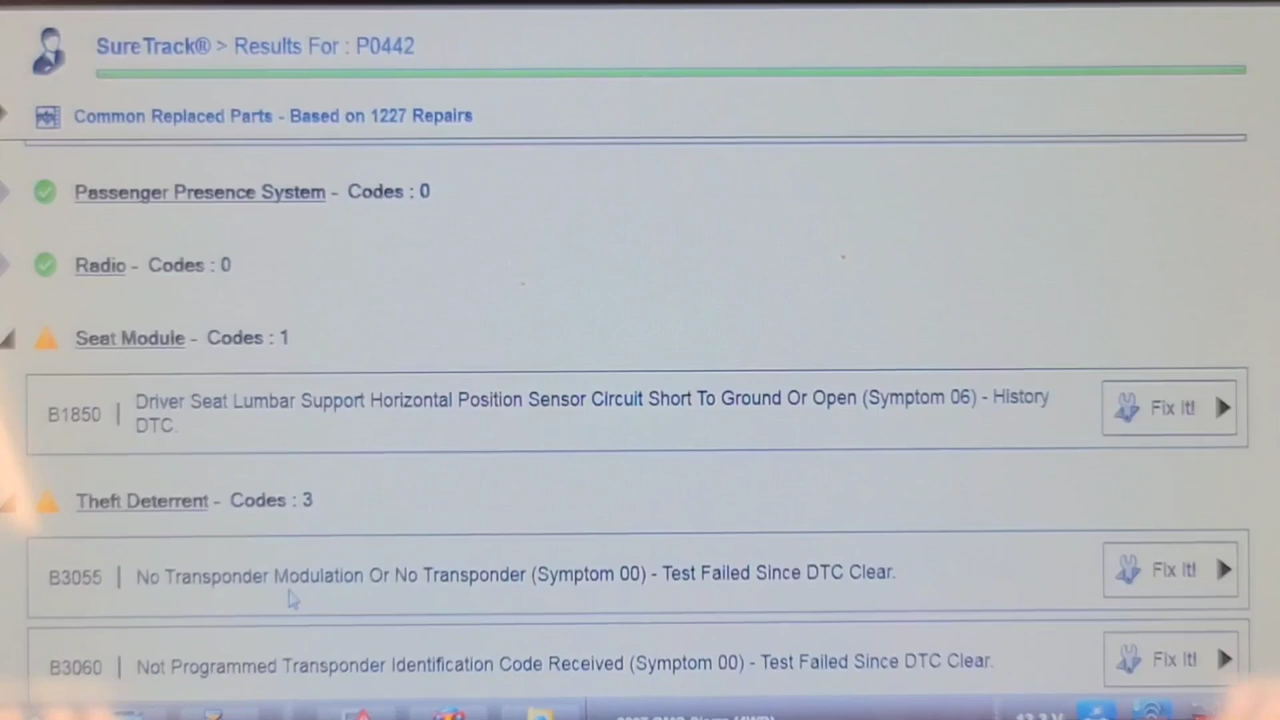 SureTrack® > Results For : P0442
Common Replaced Parts - Based on 1227 Repairs
Passenger Presence System - Codes : 0
Radio - Codes : 0
Seat Module - Codes : 1
B1850 | Driver Seat Lumbar Support Horizontal Position Sensor Circuit Short To Ground Or Open (Symptom 06) - History
DTC.
Fix It!
Theft Deterrent - Codes : 3
B3055 | No Transponder Modulation Or No Transponder (Symptom 00) - Test Failed Since DTC Clear.
Fix It!
B3060 | Not Programmed Transponder Identification Code Received (Symptom 00) - Test Failed Since DTC Clear.
Fix It!